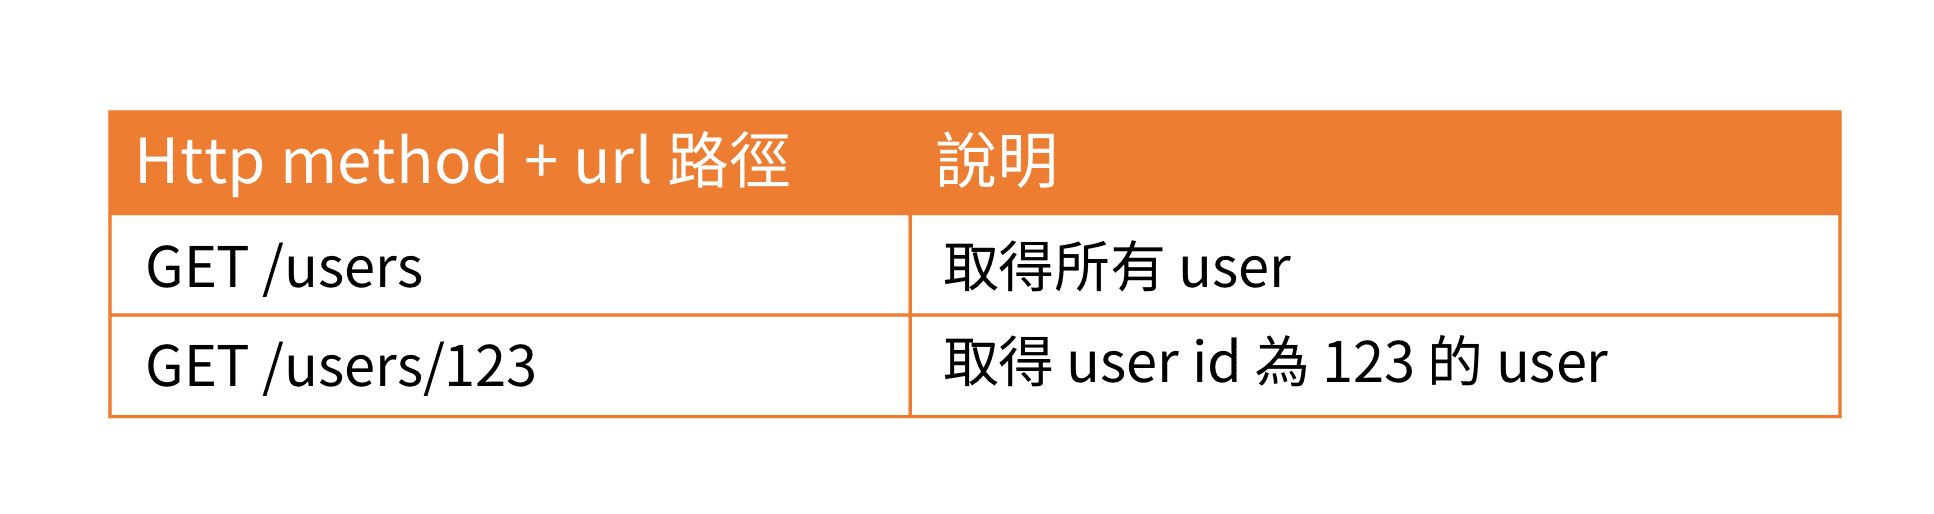 Http method + url 路徑 說明
GET /users 取得所有 user
GET /users/123 取得 user id 為 123 的 user